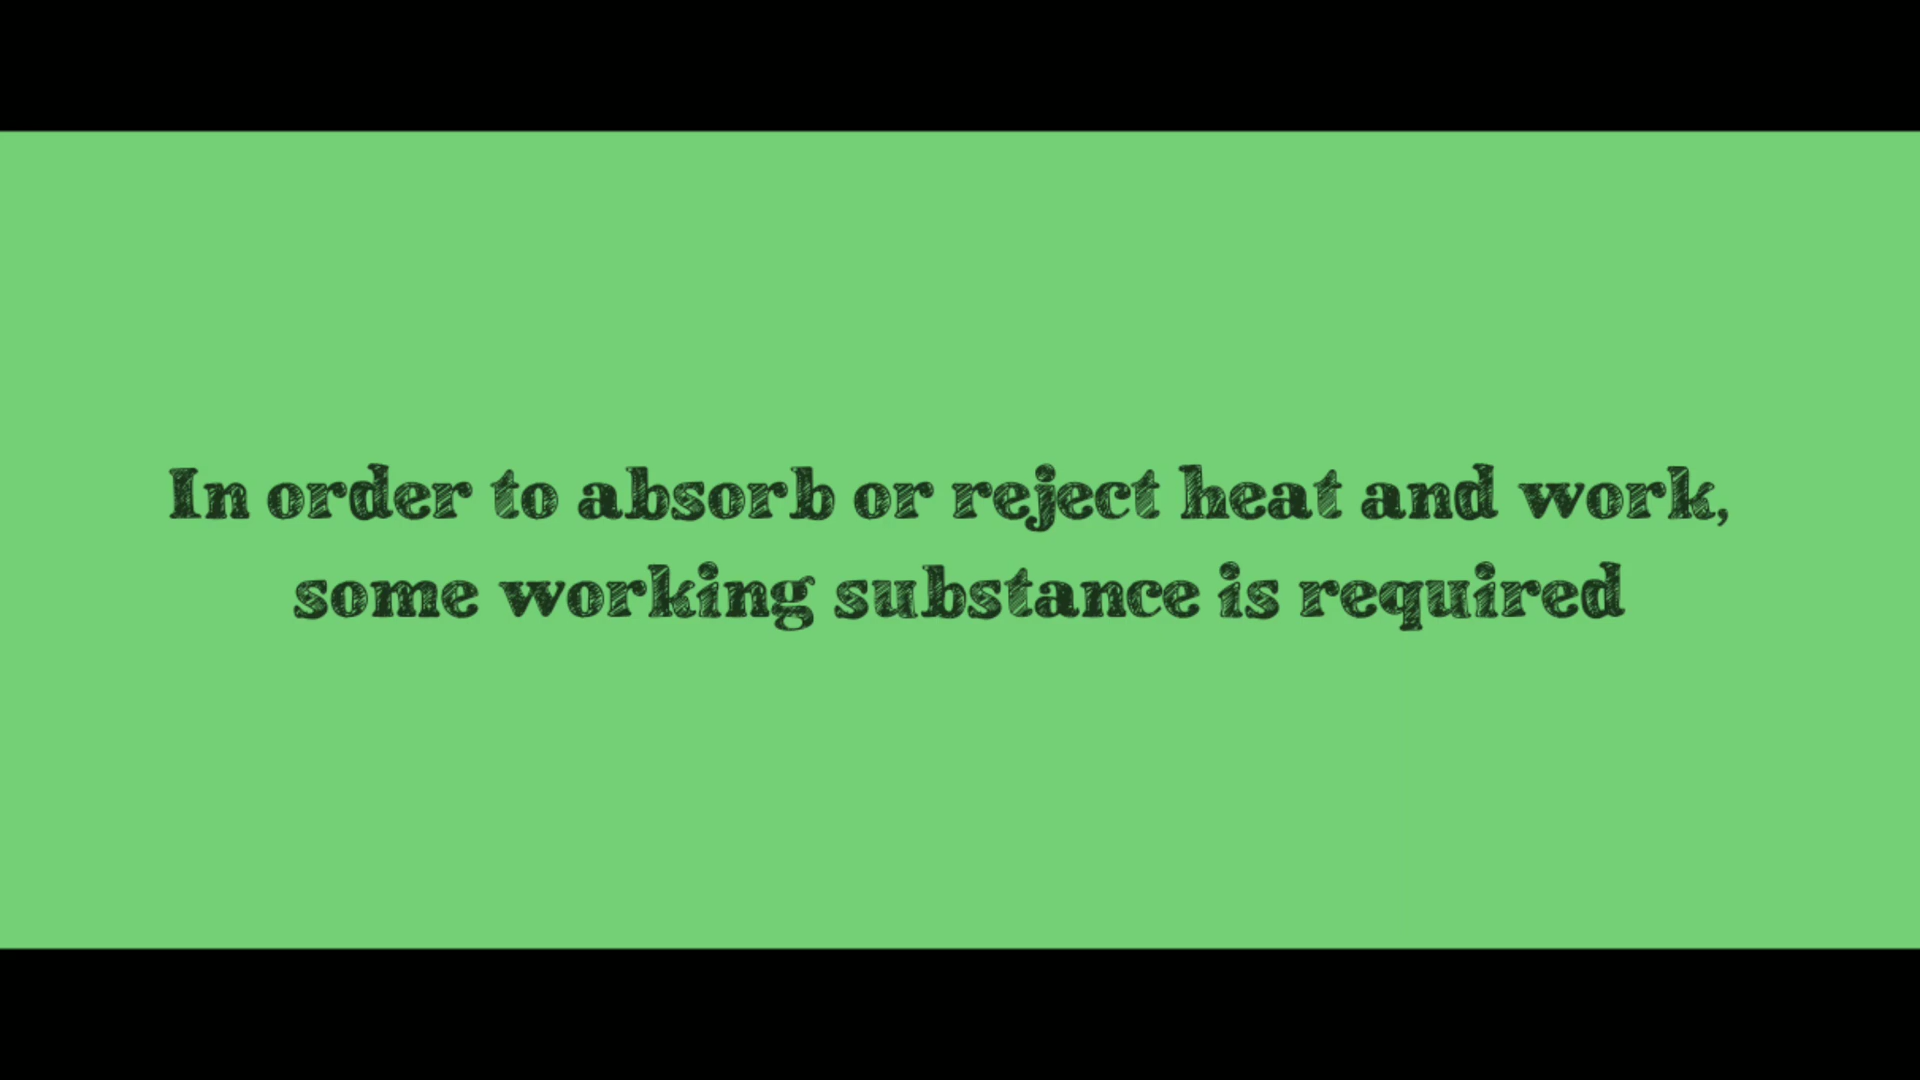 In order to absorb or reject heat and work,
some working substance is required